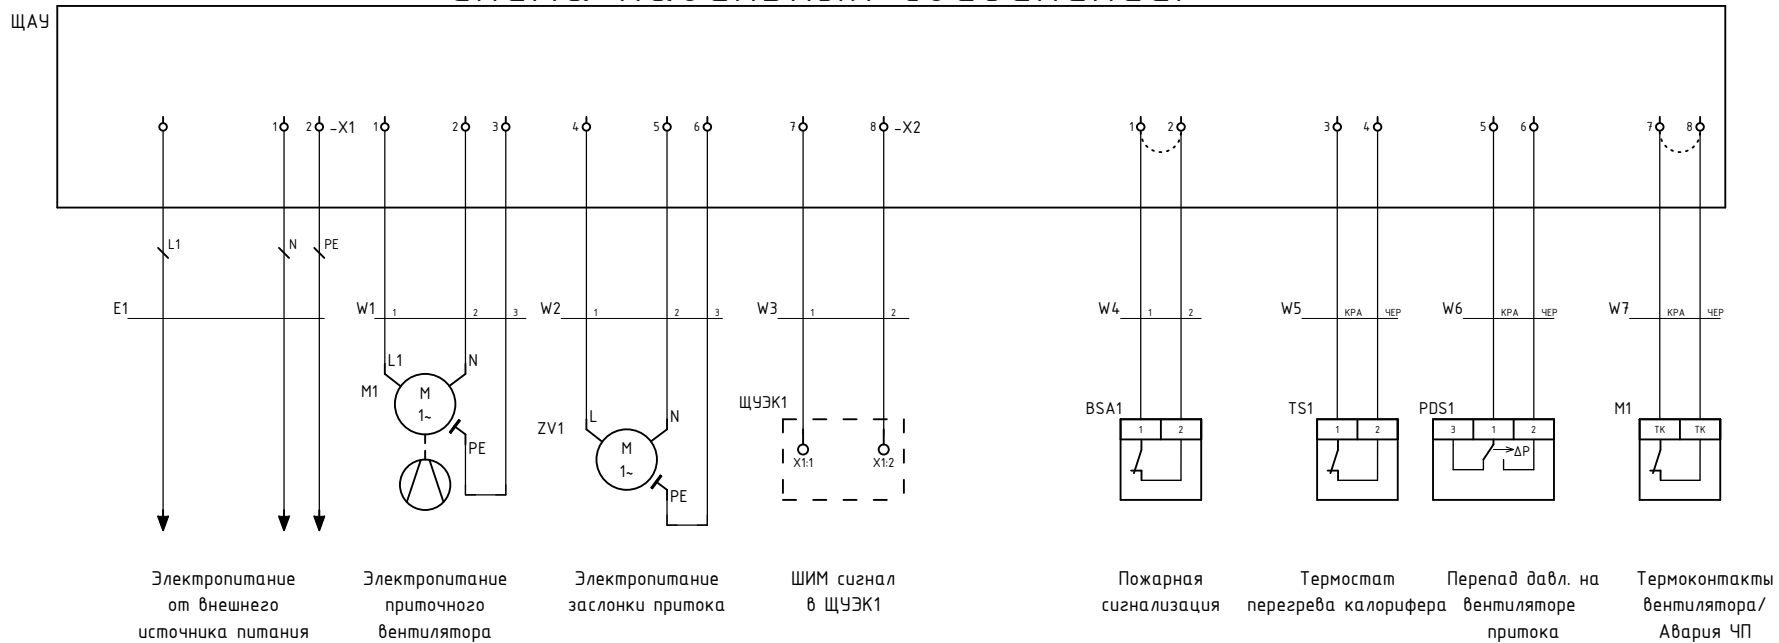 ЩАУ
1 2 -X1 1 2 3 4 5 6 7 8 -X2 1 2 3 4 5 6 7 8
L1 N PE
E1 W1 1 2 3 W2 1 2 3 W3 1 2 W4 1 2 W5 КРА ЧЕР W6 КРА ЧЕР W7 КРА ЧЕР
L1 N
M1 M 1~ PE
ZV1 L N M 1~ PE
ЩУЭК1
X1:1 X1:2
BSA1 TS1 PDS1 M1
1 2 1 2 3 1 2 ТК ТК
ΔP
Электропитание
от внешнего
источника питания
Электропитание
приточного
вентилятора
Электропитание
заслонки притока
ШИМ сигнал
в ЩУЭК1
Пожарная
сигнализация
Термостат
перегрева калорифера
Перепад давл. на
вентиляторе
притока
Термоконтакты
вентилятора/
Авария ЧП